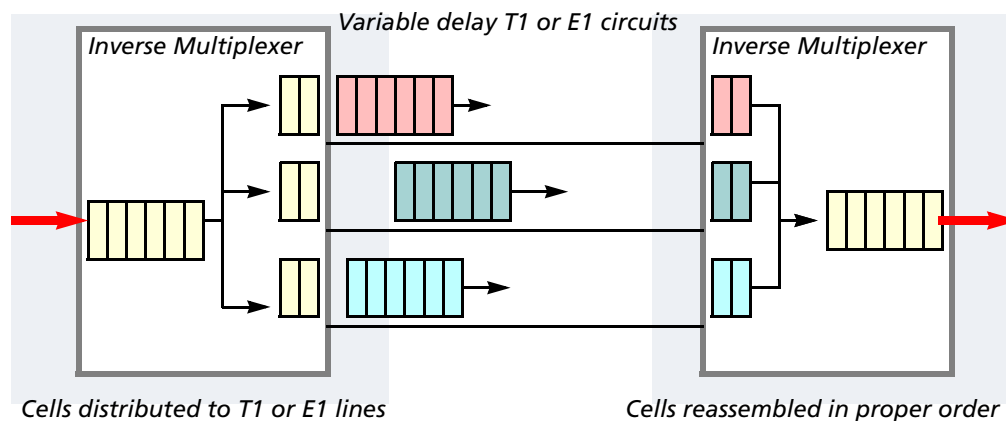 Variable delay T1 or E1 circuits
Inverse Multiplexer
Inverse Multiplexer
Cells distributed to T1 or E1 lines
Cells reassembled in proper order